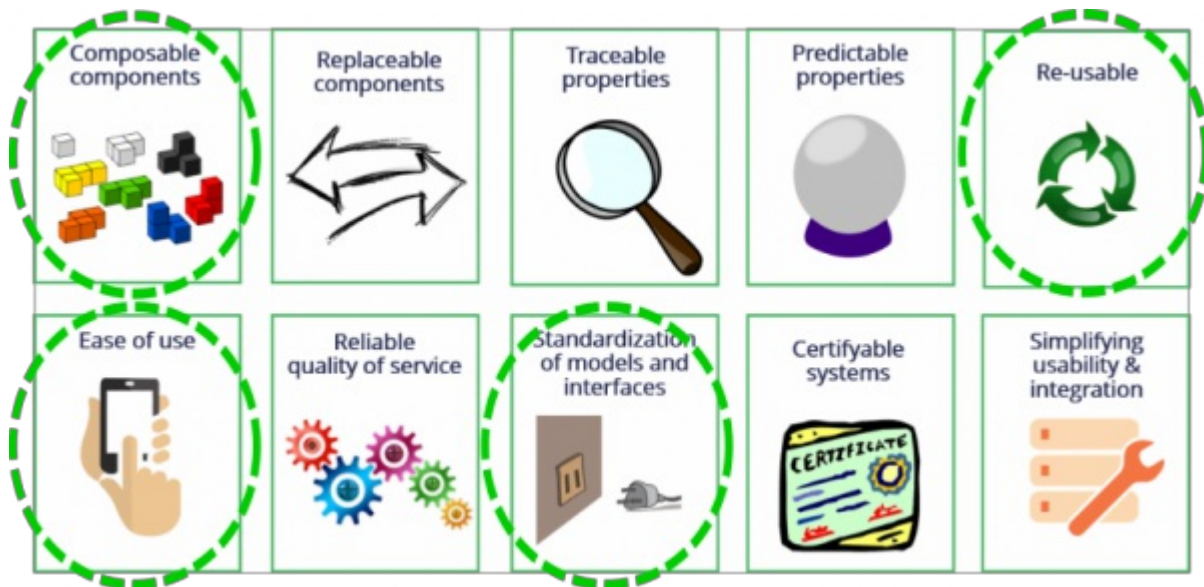 Composable
components
Replaceable
components
Traceable
properties
Predictable
properties
Re-usable
Ease of use
Reliable
quality of service
Standardization
of models and
interfaces
Certifyable
systems
CERTIFICATE
Simplifying
usability &
integration